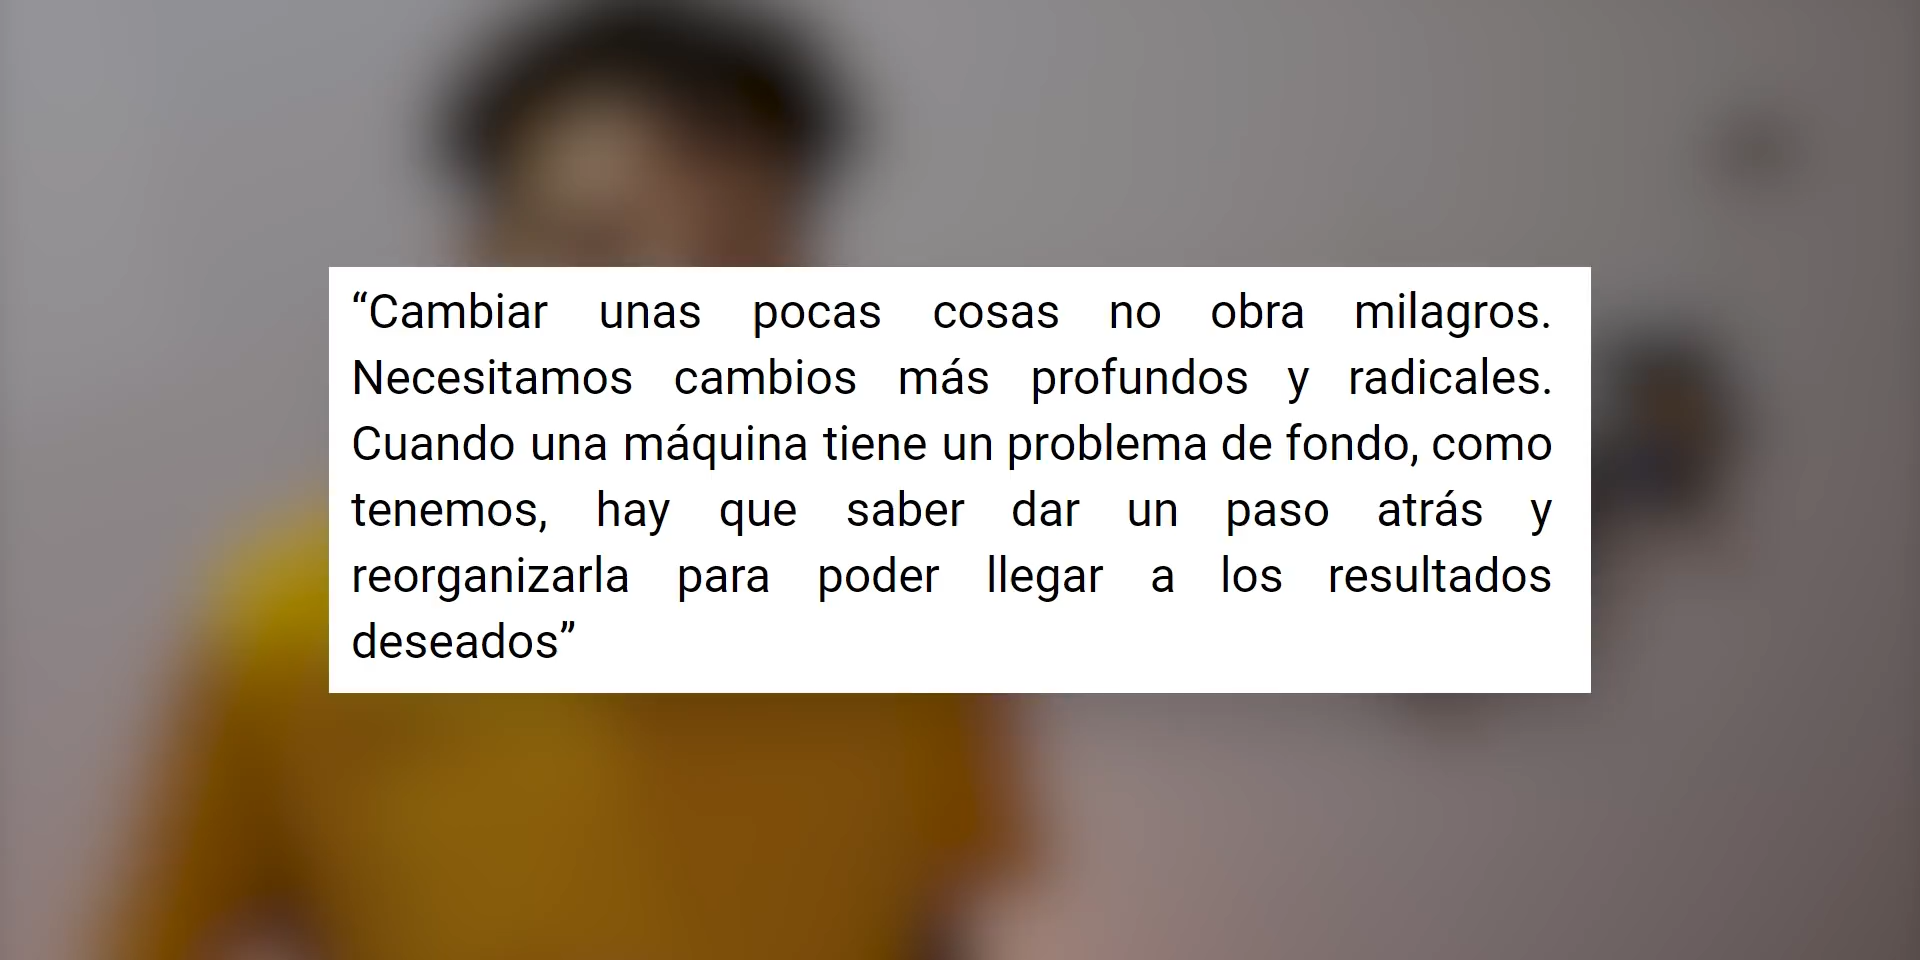 “Cambiar unas pocas cosas no obra milagros.
Necesitamos cambios más profundos y radicales.
Cuando una máquina tiene un problema de fondo, como
tenemos, hay que saber dar un paso atrás y
reorganizarla para poder llegar a los resultados
deseados”